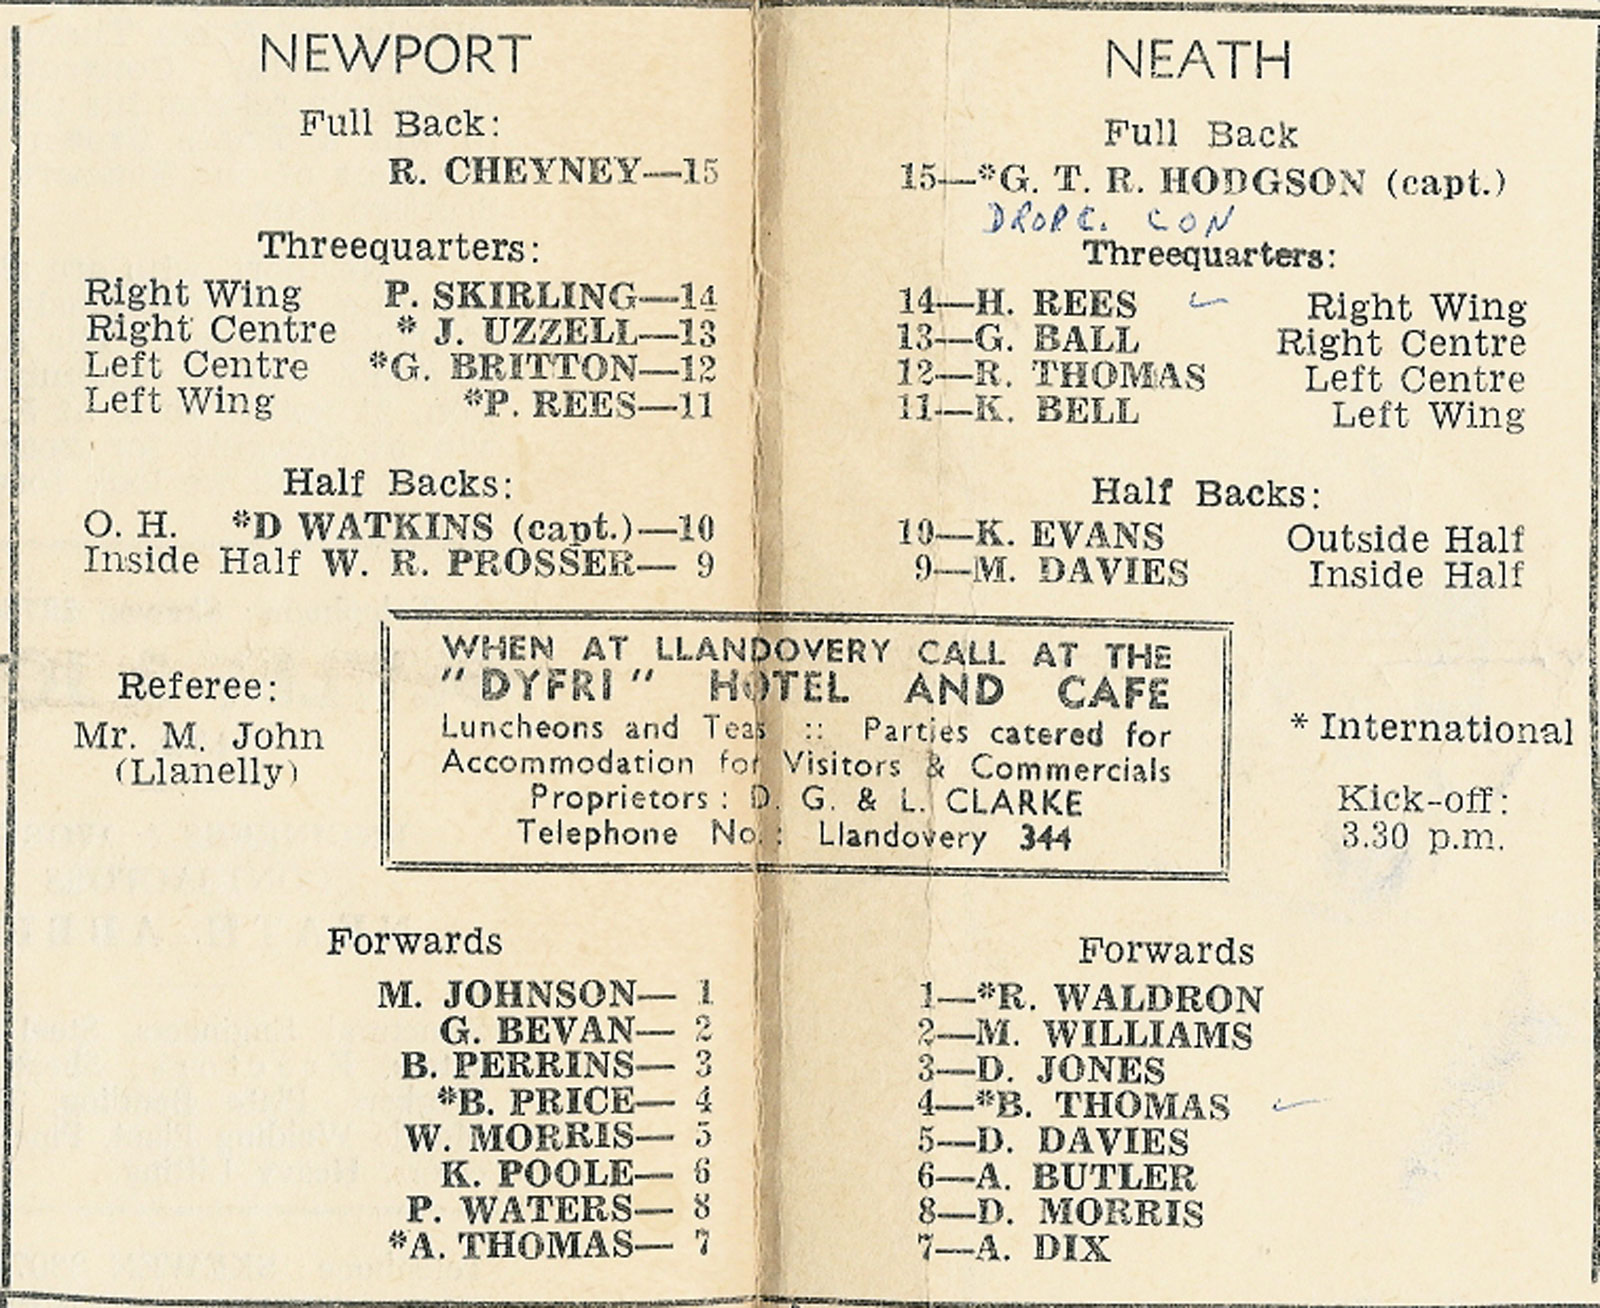 NEWPORT
Full Back:
R. CHEYNEY—15
Threequarters:
Right Wing P. SKIRLING—14
Right Centre * J. UZZELL—13
Left Centre *G. BRITTON—12
Left Wing *P. REES—11
Half Backs:
O. H. *D WATKINS (capt.)—10
Inside Half W. R. PROSSER— 9
NEATH
Full Back
15—*G. T. R. HODGSON (capt.)
DROP C. CON
Threequarters:
14—H. REES Right Wing
13—G. BALL Right Centre
12—R. THOMAS Left Centre
11—K. BELL Left Wing
Half Backs:
10—K. EVANS Outside Half
9—M. DAVIES Inside Half
Referee:
Mr. M. John
(Llanelly)
WHEN AT LLANDOVERY CALL AT THE
"DYFRI" HOTEL AND CAFE
Luncheons and Teas :: Parties catered for
Accommodation for Visitors & Commercials
Proprietors: D. G. & L. CLARKE
Telephone No.: Llandovery 344
* International
Kick-off:
3.30 p.m.
Forwards
M. JOHNSON— 1
G. BEVAN— 2
B. PERRINS— 3
*B. PRICE— 4
W. MORRIS— 5
K. POOLE— 6
P. WATERS— 8
*A. THOMAS— 7
Forwards
1—*R. WALDRON
2—M. WILLIAMS
3—D. JONES
4—*B. THOMAS
5—D. DAVIES
6—A. BUTLER
8—D. MORRIS
7—A. DIX